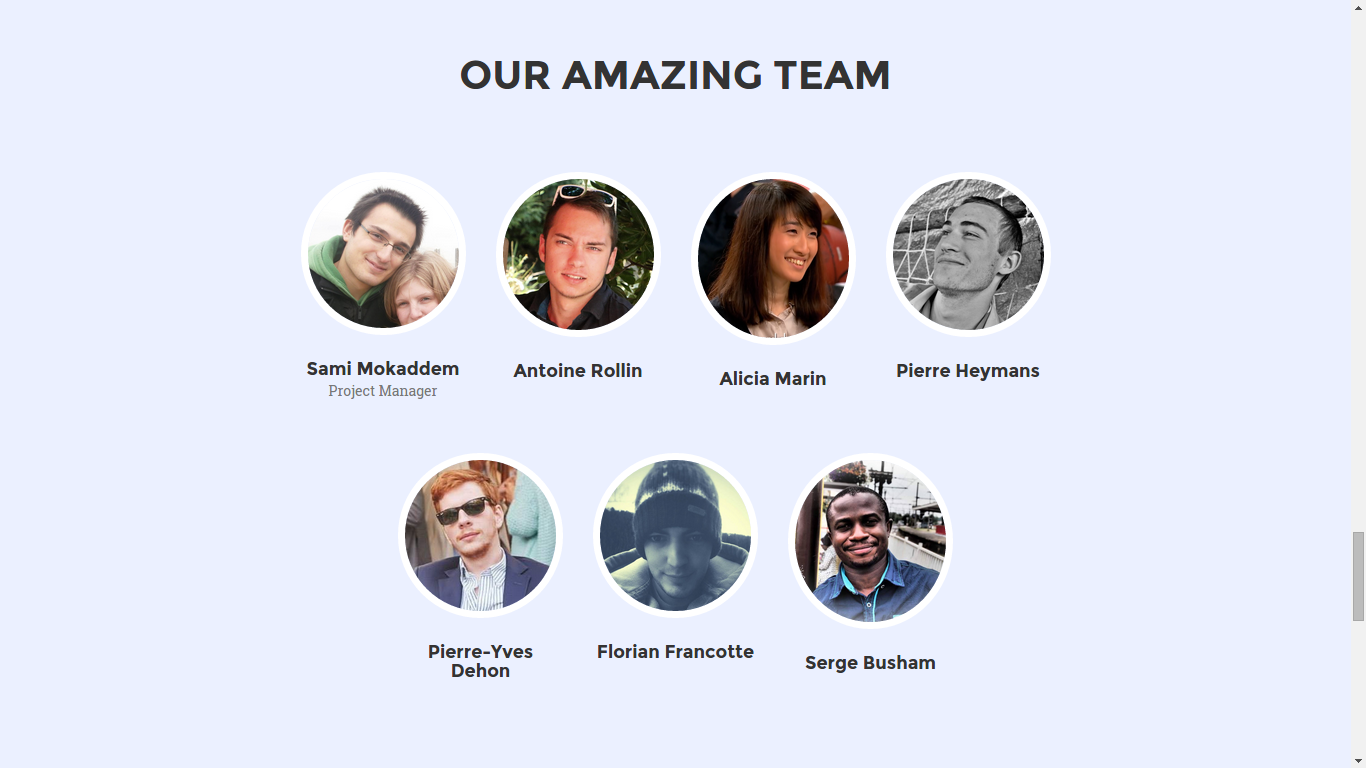 OUR AMAZING TEAM
Sami Mokaddem
Project Manager
Antoine Rollin
Alicia Marin
Pierre Heymans
Pierre-Yves
Dehon
Florian Francotte
Serge Busham